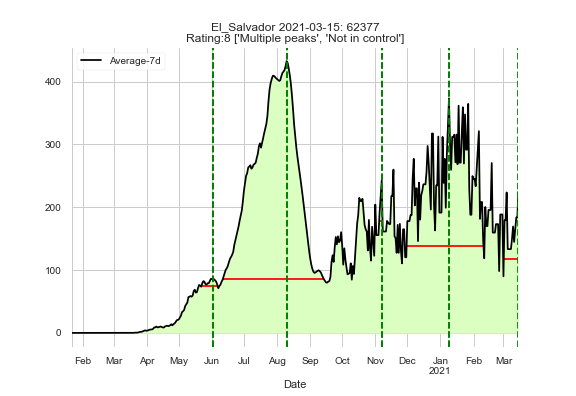 El_Salvador 2021-03-15: 62377
Rating:8 ['Multiple peaks', 'Not in control']
Average-7d
400
300
200
100
0
Feb Mar Apr May Jun Jul Aug Sep Oct Nov Dec Jan Feb Mar
2021
Date